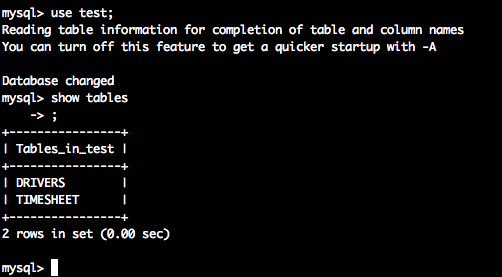 mysql> use test;
Reading table information for completion of table and column names
You can turn off this feature to get a quicker startup with -A

Database changed
mysql> show tables
    -> ;
+----------------+
| Tables_in_test |
+----------------+
| DRIVERS        |
| TIMESHEET      |
+----------------+
2 rows in set (0.00 sec)

mysql>